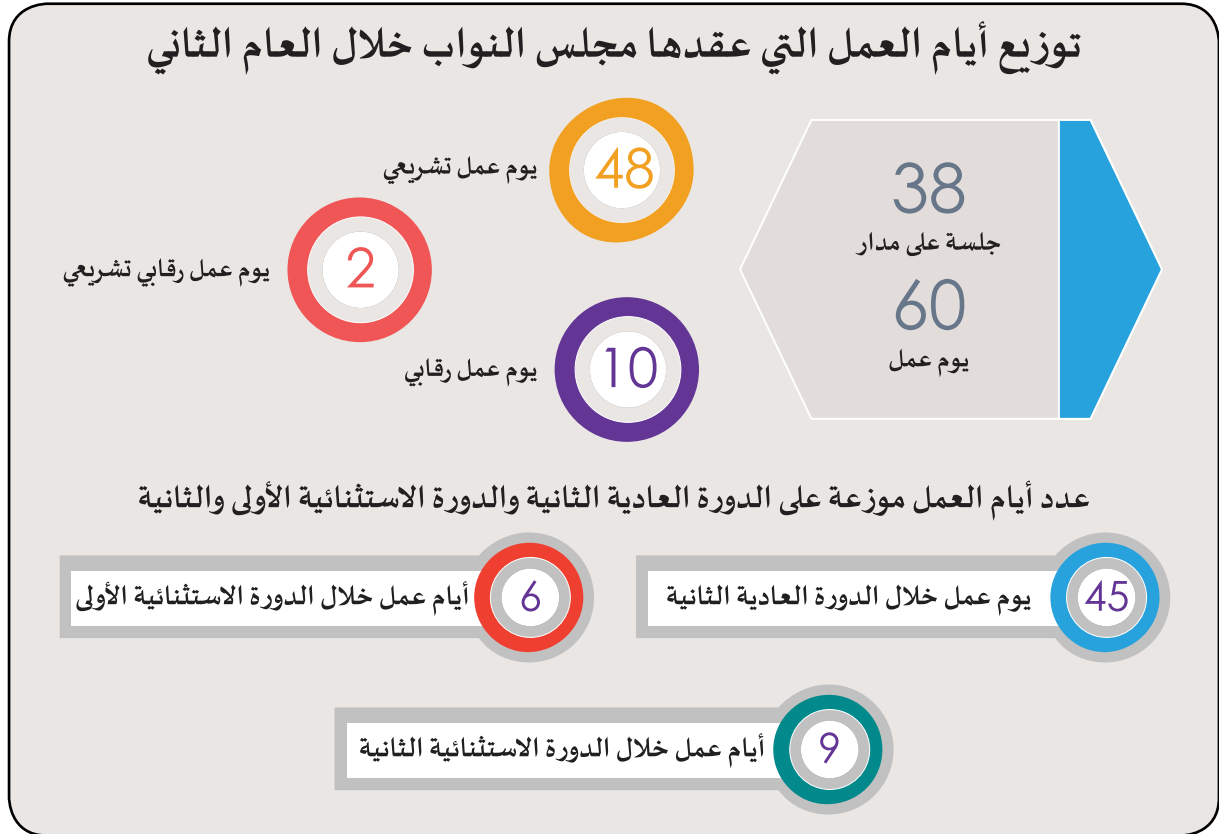 توزيع أيام العمل التي عقدها مجلس النواب خلال العام الثاني
38
جلسة على مدار
60
يوم عمل
48
يوم عمل تشريعي
2
يوم عمل رقابي تشريعي
10
يوم عمل رقابي
عدد أيام العمل موزعة على الدورة العادية الثانية والدورة الاستثنائية الأولى والثانية
45
يوم عمل خلال الدورة العادية الثانية
6
أيام عمل خلال الدورة الاستثنائية الأولى
9
أيام عمل خلال الدورة الاستثنائية الثانية